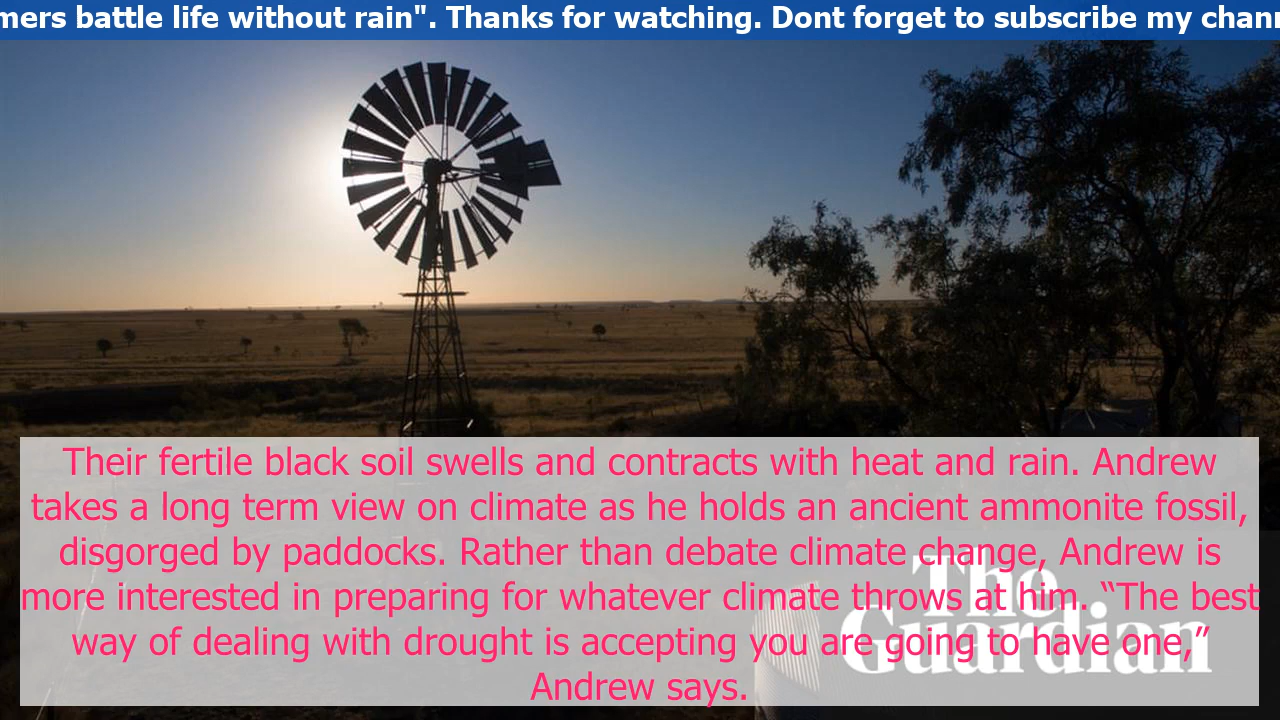 mers battle life without rain". Thanks for watching. Dont forget to subscribe my chann
Their fertile black soil swells and contracts with heat and rain. Andrew
takes a long term view on climate as he holds an ancient ammonite fossil,
disgorged by paddocks. Rather than debate climate change, Andrew is
more interested in preparing for whatever climate throws at him. “The best
way of dealing with drought is accepting you are going to have one,”
Andrew says.
The
Guardian